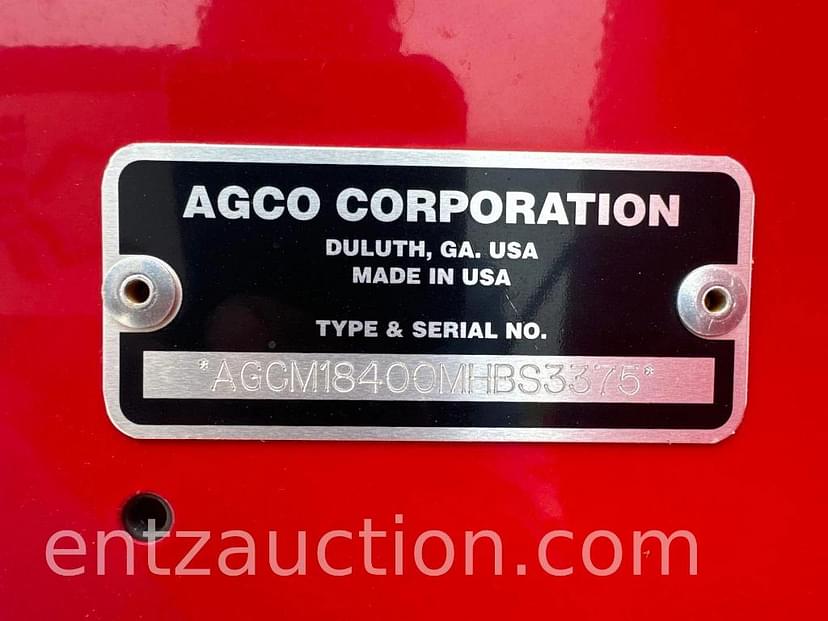 AGCO CORPORATION
DULUTH, GA. USA
MADE IN USA
TYPE & SERIAL NO.
*AGCM18400MHBS3375*
entzauction.com